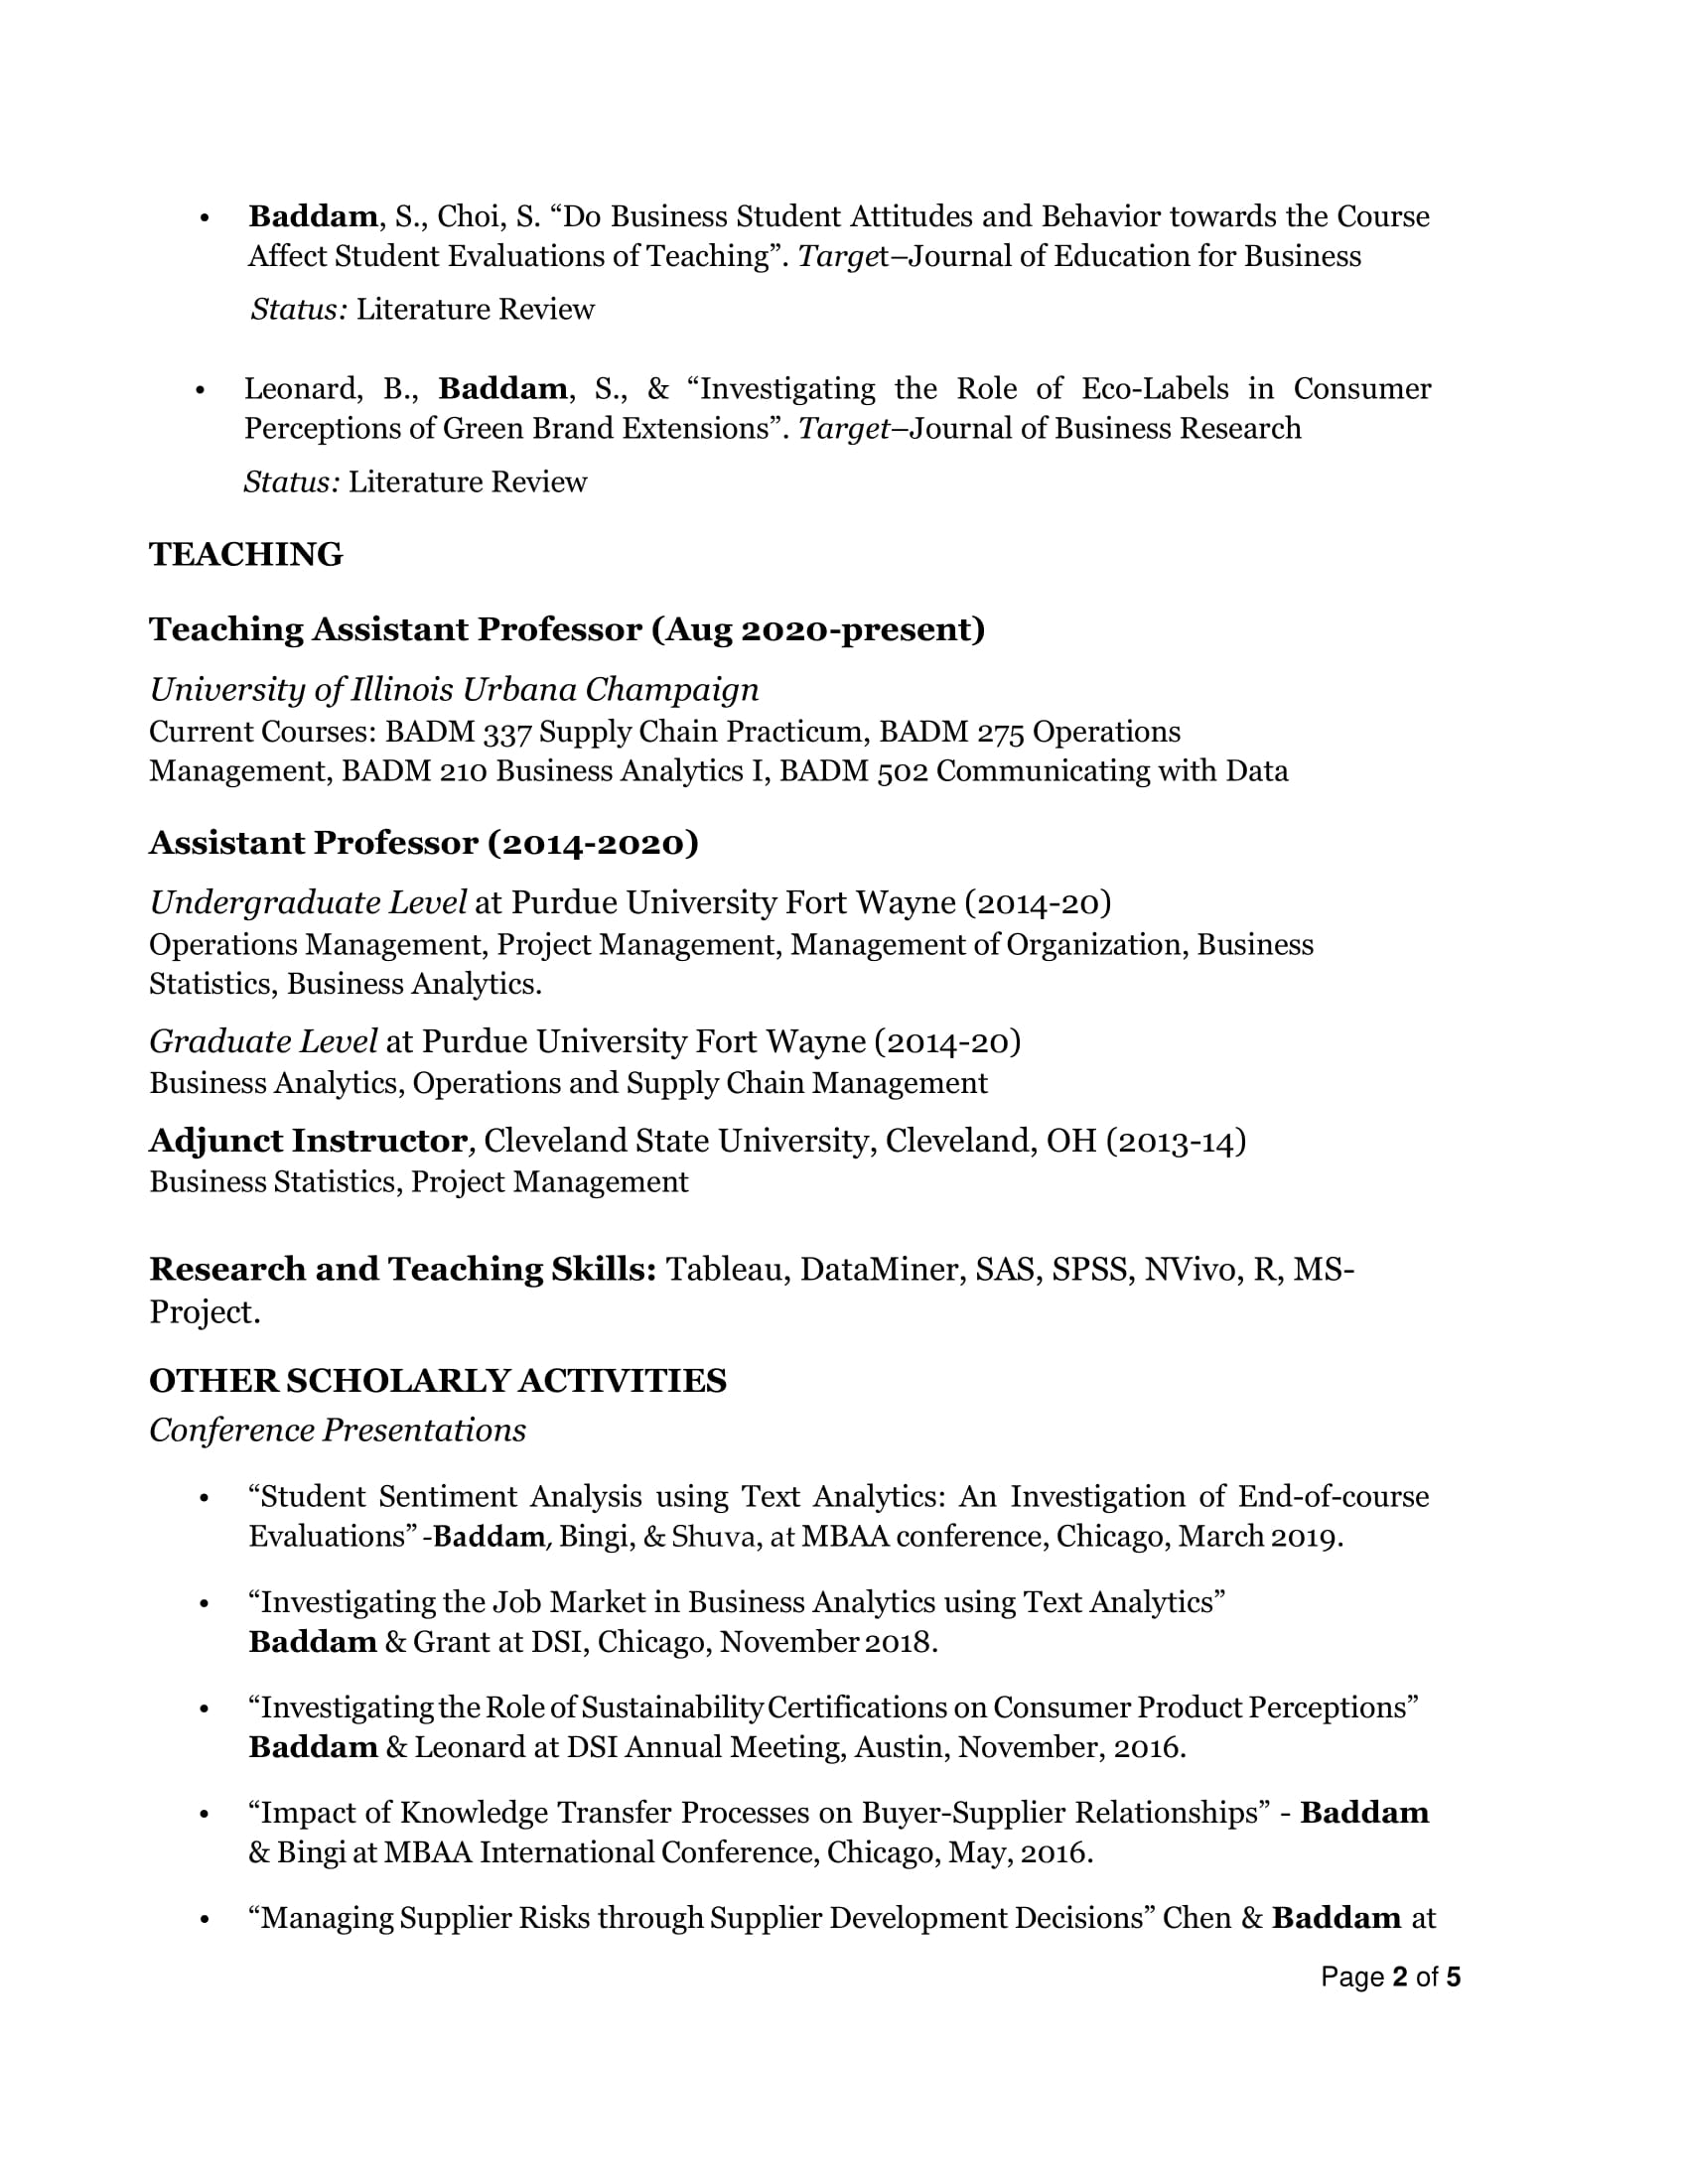 • Baddam, S., Choi, S. “Do Business Student Attitudes and Behavior towards the Course
Affect Student Evaluations of Teaching”. Target–Journal of Education for Business
Status: Literature Review
• Leonard, B., Baddam, S., & “Investigating the Role of Eco-Labels in Consumer
Perceptions of Green Brand Extensions”. Target–Journal of Business Research
Status: Literature Review
TEACHING
Teaching Assistant Professor (Aug 2020-present)
University of Illinois Urbana Champaign
Current Courses: BADM 337 Supply Chain Practicum, BADM 275 Operations
Management, BADM 210 Business Analytics I, BADM 502 Communicating with Data
Assistant Professor (2014-2020)
Undergraduate Level at Purdue University Fort Wayne (2014-20)
Operations Management, Project Management, Management of Organization, Business
Statistics, Business Analytics.
Graduate Level at Purdue University Fort Wayne (2014-20)
Business Analytics, Operations and Supply Chain Management
Adjunct Instructor, Cleveland State University, Cleveland, OH (2013-14)
Business Statistics, Project Management
Research and Teaching Skills: Tableau, DataMiner, SAS, SPSS, NVivo, R, MS-
Project.
OTHER SCHOLARLY ACTIVITIES
Conference Presentations
• “Student Sentiment Analysis using Text Analytics: An Investigation of End-of-course
Evaluations” -Baddam, Bingi, & Shuva, at MBAA conference, Chicago, March 2019.
• “Investigating the Job Market in Business Analytics using Text Analytics”
Baddam & Grant at DSI, Chicago, November 2018.
• “Investigating the Role of Sustainability Certifications on Consumer Product Perceptions”
Baddam & Leonard at DSI Annual Meeting, Austin, November, 2016.
• “Impact of Knowledge Transfer Processes on Buyer-Supplier Relationships” - Baddam
& Bingi at MBAA International Conference, Chicago, May, 2016.
• “Managing Supplier Risks through Supplier Development Decisions” Chen & Baddam at
Page 2 of 5